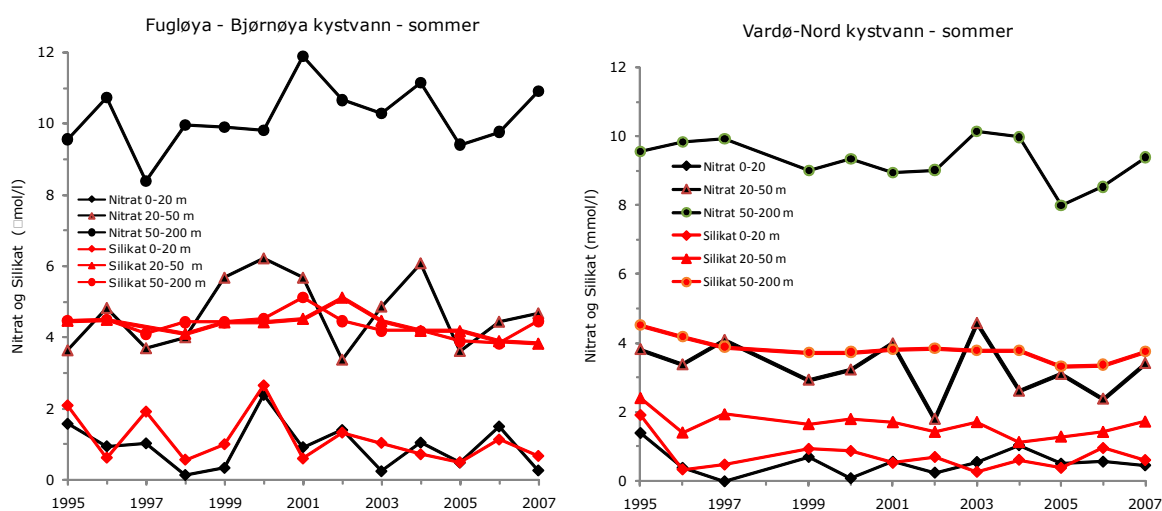 Fugløya - Bjørnøya kystvann - sommer
Nitrat og Silikat (□mol/l)
12
10
8
6
4
2
0
Nitrat 0-20 m
Nitrat 20-50 m
Nitrat 50-200 m
Silikat 0-20 m
Silikat 20-50 m
Silikat 50-200 m
1995 1997 1999 2001 2003 2005 2007
Vardø-Nord kystvann - sommer
Nitrat og Silikat (mmol/l)
12
10
8
6
4
2
0
Nitrat 0-20
Nitrat 20-50 m
Nitrat 50-200 m
Silikat 0-20 m
Silikat 20-50 m
Silikat 50-200 m
1995 1997 1999 2001 2003 2005 2007